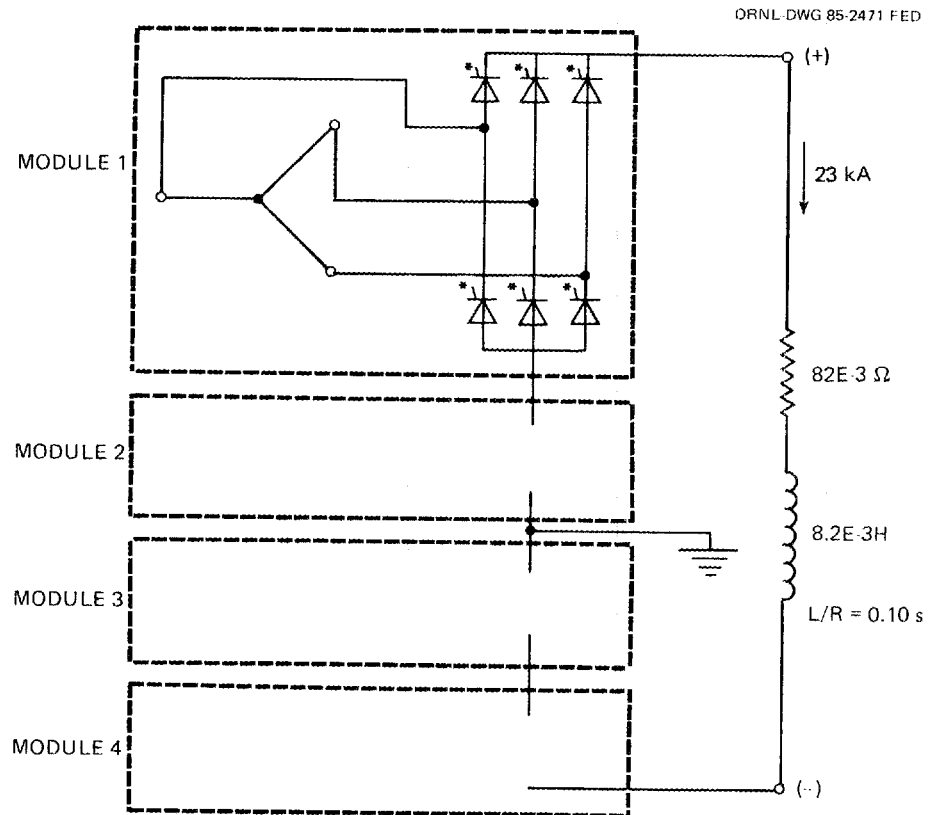 ORNL-DWG 85-2471 FED
(+)
MODULE 1
* * *
23 kA
* * *
82E-3 Ω
MODULE 2
8.2E-3H
MODULE 3
L/R = 0.10 s
MODULE 4
(-)